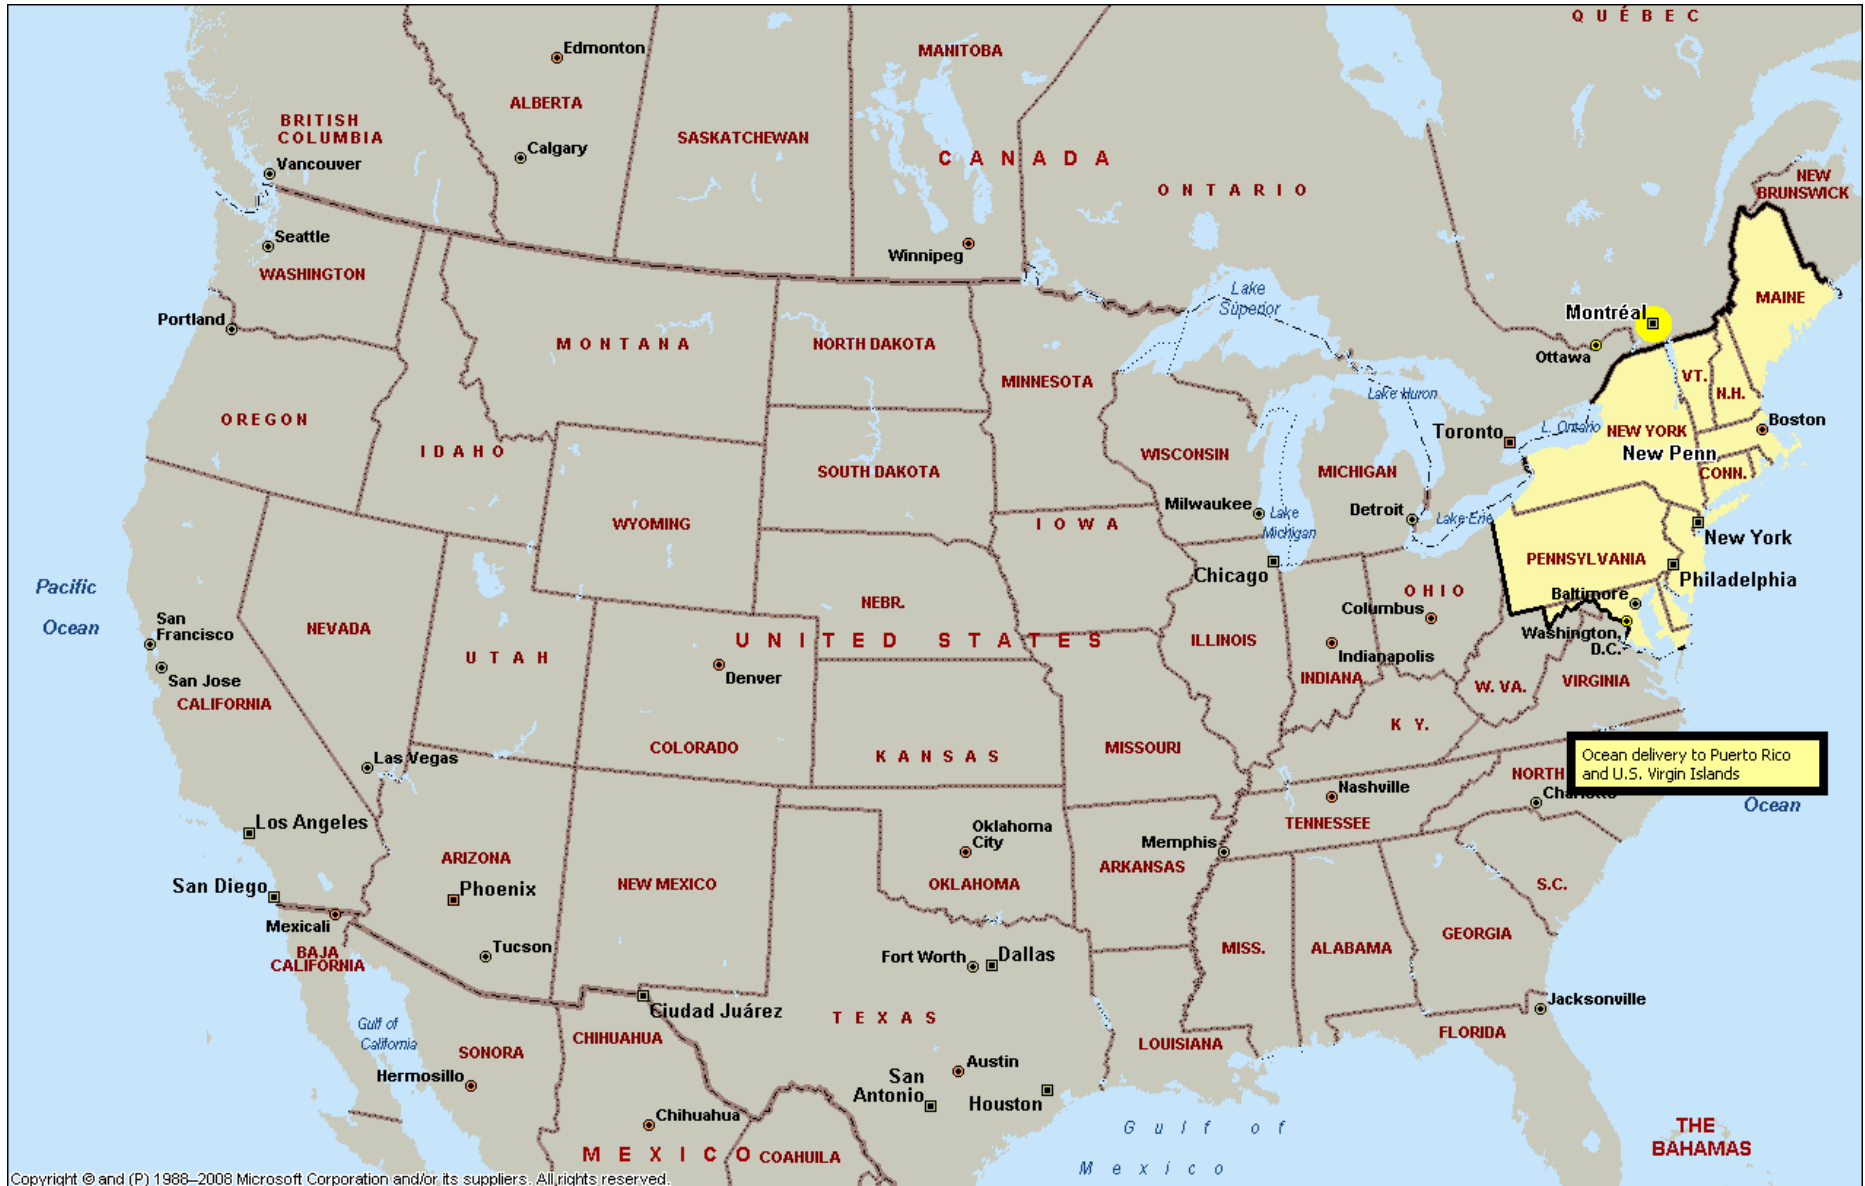 QUÉBEC
Edmonton
MANITOBA
ALBERTA
BRITISH
COLUMBIA
SASKATCHEWAN
Calgary
Vancouver
CANADA
ONTARIO
NEW
BRUNSWICK
Seattle
Winnipeg
WASHINGTON
Lake
Superior
MAINE
Portland
Montréal
MONTANA
NORTH DAKOTA
Ottawa
MINNESOTA
VT.
Lake Huron
N.H.
OREGON
IDAHO
Toronto
L. Ontario
NEW YORK
Boston
New Penn
WISCONSIN
SOUTH DAKOTA
MICHIGAN
CONN.
Milwaukee
Detroit
Lake
Michigan
Lake Erie
WYOMING
IOWA
New York
PENNSYLVANIA
Chicago
Philadelphia
Pacific
Ocean
NEBR.
OHIO
Baltimore
Columbus
San
Francisco
NEVADA
UTAH
UNITED STATES
ILLINOIS
Washington,
D.C.
Indianapolis
San Jose
Denver
INDIANA
W. VA.
VIRGINIA
CALIFORNIA
KY.
COLORADO
KANSAS
MISSOURI
Las Vegas
Ocean delivery to Puerto Rico
and U.S. Virgin Islands
NORTH
Nashville
Charlotte
Ocean
Los Angeles
Oklahoma
City
TENNESSEE
Memphis
ARIZONA
ARKANSAS
San Diego
Phoenix
NEW MEXICO
OKLAHOMA
S.C.
Mexicali
BAJA
CALIFORNIA
Tucson
Fort Worth
Dallas
MISS.
ALABAMA
GEORGIA
Ciudad Juárez
Jacksonville
TEXAS
Gulf of
California
CHIHUAHUA
FLORIDA
SONORA
LOUISIANA
Austin
Hermosillo
San
Antonio
Houston
Chihuahua
Gulf of
Mexico
THE
BAHAMAS
MEXICO
COAHUILA
Copyright © and (P) 1988–2008 Microsoft Corporation and/or its suppliers. All rights reserved.